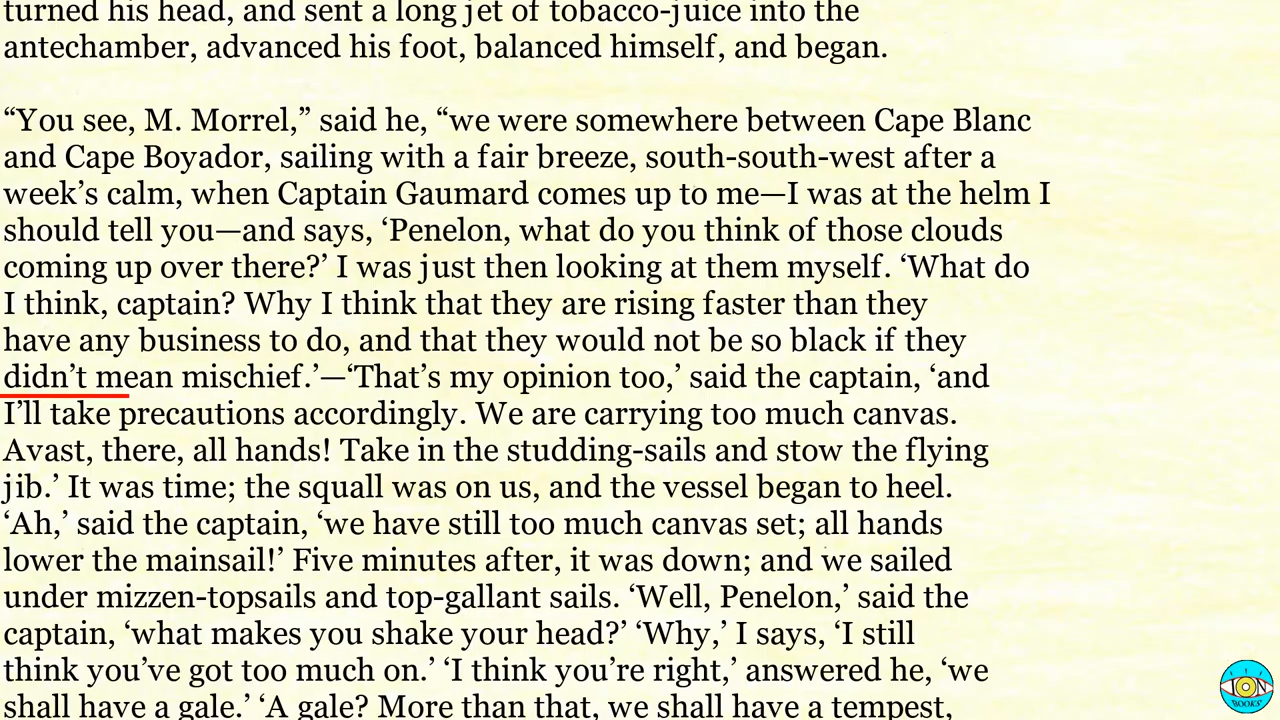 turned his head, and sent a long jet of tobacco-juice into the
antechamber, advanced his foot, balanced himself, and began.
“You see, M. Morrel,” said he, “we were somewhere between Cape Blanc
and Cape Boyador, sailing with a fair breeze, south-south-west after a
week’s calm, when Captain Gaumard comes up to me—I was at the helm I
should tell you—and says, ‘Penelon, what do you think of those clouds
coming up over there?’ I was just then looking at them myself. ‘What do
I think, captain? Why I think that they are rising faster than they
have any business to do, and that they would not be so black if they
didn’t mean mischief.’—‘That’s my opinion too,’ said the captain, ‘and
I’ll take precautions accordingly. We are carrying too much canvas.
Avast, there, all hands! Take in the studding-sails and stow the flying
jib.’ It was time; the squall was on us, and the vessel began to heel.
‘Ah,’ said the captain, ‘we have still too much canvas set; all hands
lower the mainsail!’ Five minutes after, it was down; and we sailed
under mizzen-topsails and top-gallant sails. ‘Well, Penelon,’ said the
captain, ‘what makes you shake your head?’ ‘Why,’ I says, ‘I still
think you’ve got too much on.’ ‘I think you’re right,’ answered he, ‘we
shall have a gale.’ ‘A gale? More than that, we shall have a tempest,
ION
BOOKS